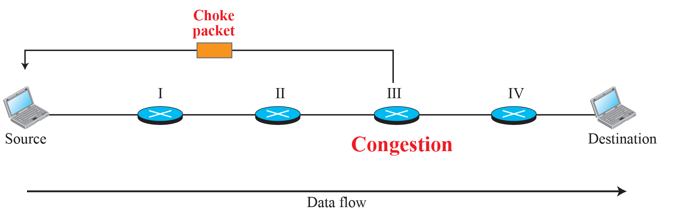 Choke
packet
I
II
III
IV
Source
Congestion
Destination
Data flow